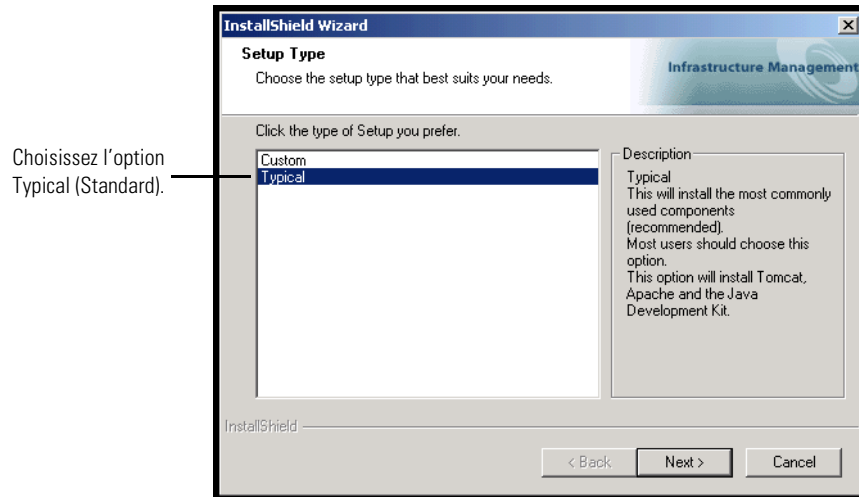 InstallShield Wizard
Setup Type
Choose the setup type that best suits your needs.
Infrastructure Management
Click the type of Setup you prefer.
Choisissez l'option
Typical (Standard).
Custom
Typical
Description
Typical
This will install the most commonly
used components
(recommended).
Most users should choose this
option.
This option will install Tomcat,
Apache and the Java
Development Kit.
InstallShield
< Back
Next >
Cancel